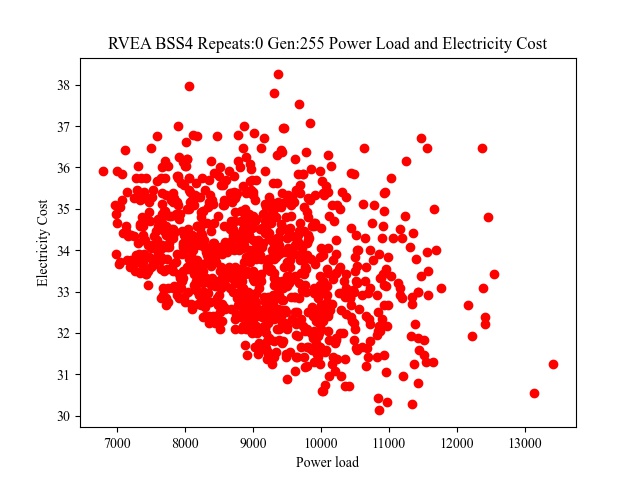 RVEA BSS4 Repeats:0 Gen:255 Power Load and Electricity Cost
38
37
36
35
34
33
32
31
30
Electricity Cost
7000 8000 9000 10000 11000 12000 13000
Power load